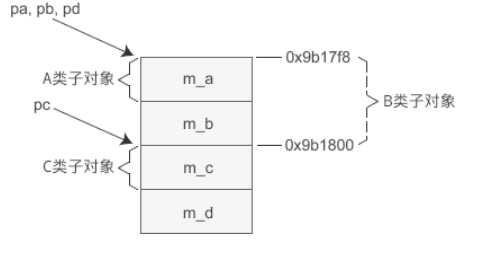 pa, pb, pd
0x9b17f8
A类子对象
m_a
B类子对象
pc
m_b
0x9b1800
C类子对象
m_c
m_d